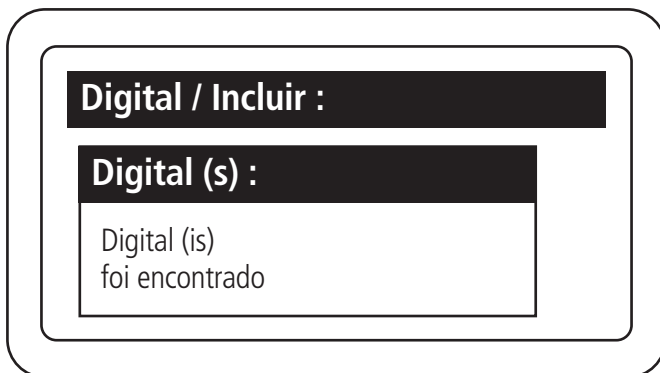 Digital / Incluir :
Digital (s) :
Digital (is)
foi encontrado